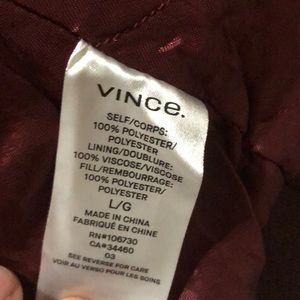 VINCE.
SELF/CORPS:
100% POLYESTER/
POLYESTER
LINING/DOUBLURE:
100% VISCOSE/VISCOSE
FILL/REMBOURRAGE:
100% POLYESTER/
POLYESTER
L/G
MADE IN CHINA
FABRIQUÉ EN CHINE
RN#106730
CA#34460
03
SEE REVERSE FOR CARE
VOIR AU VERSO POUR LES SOINS